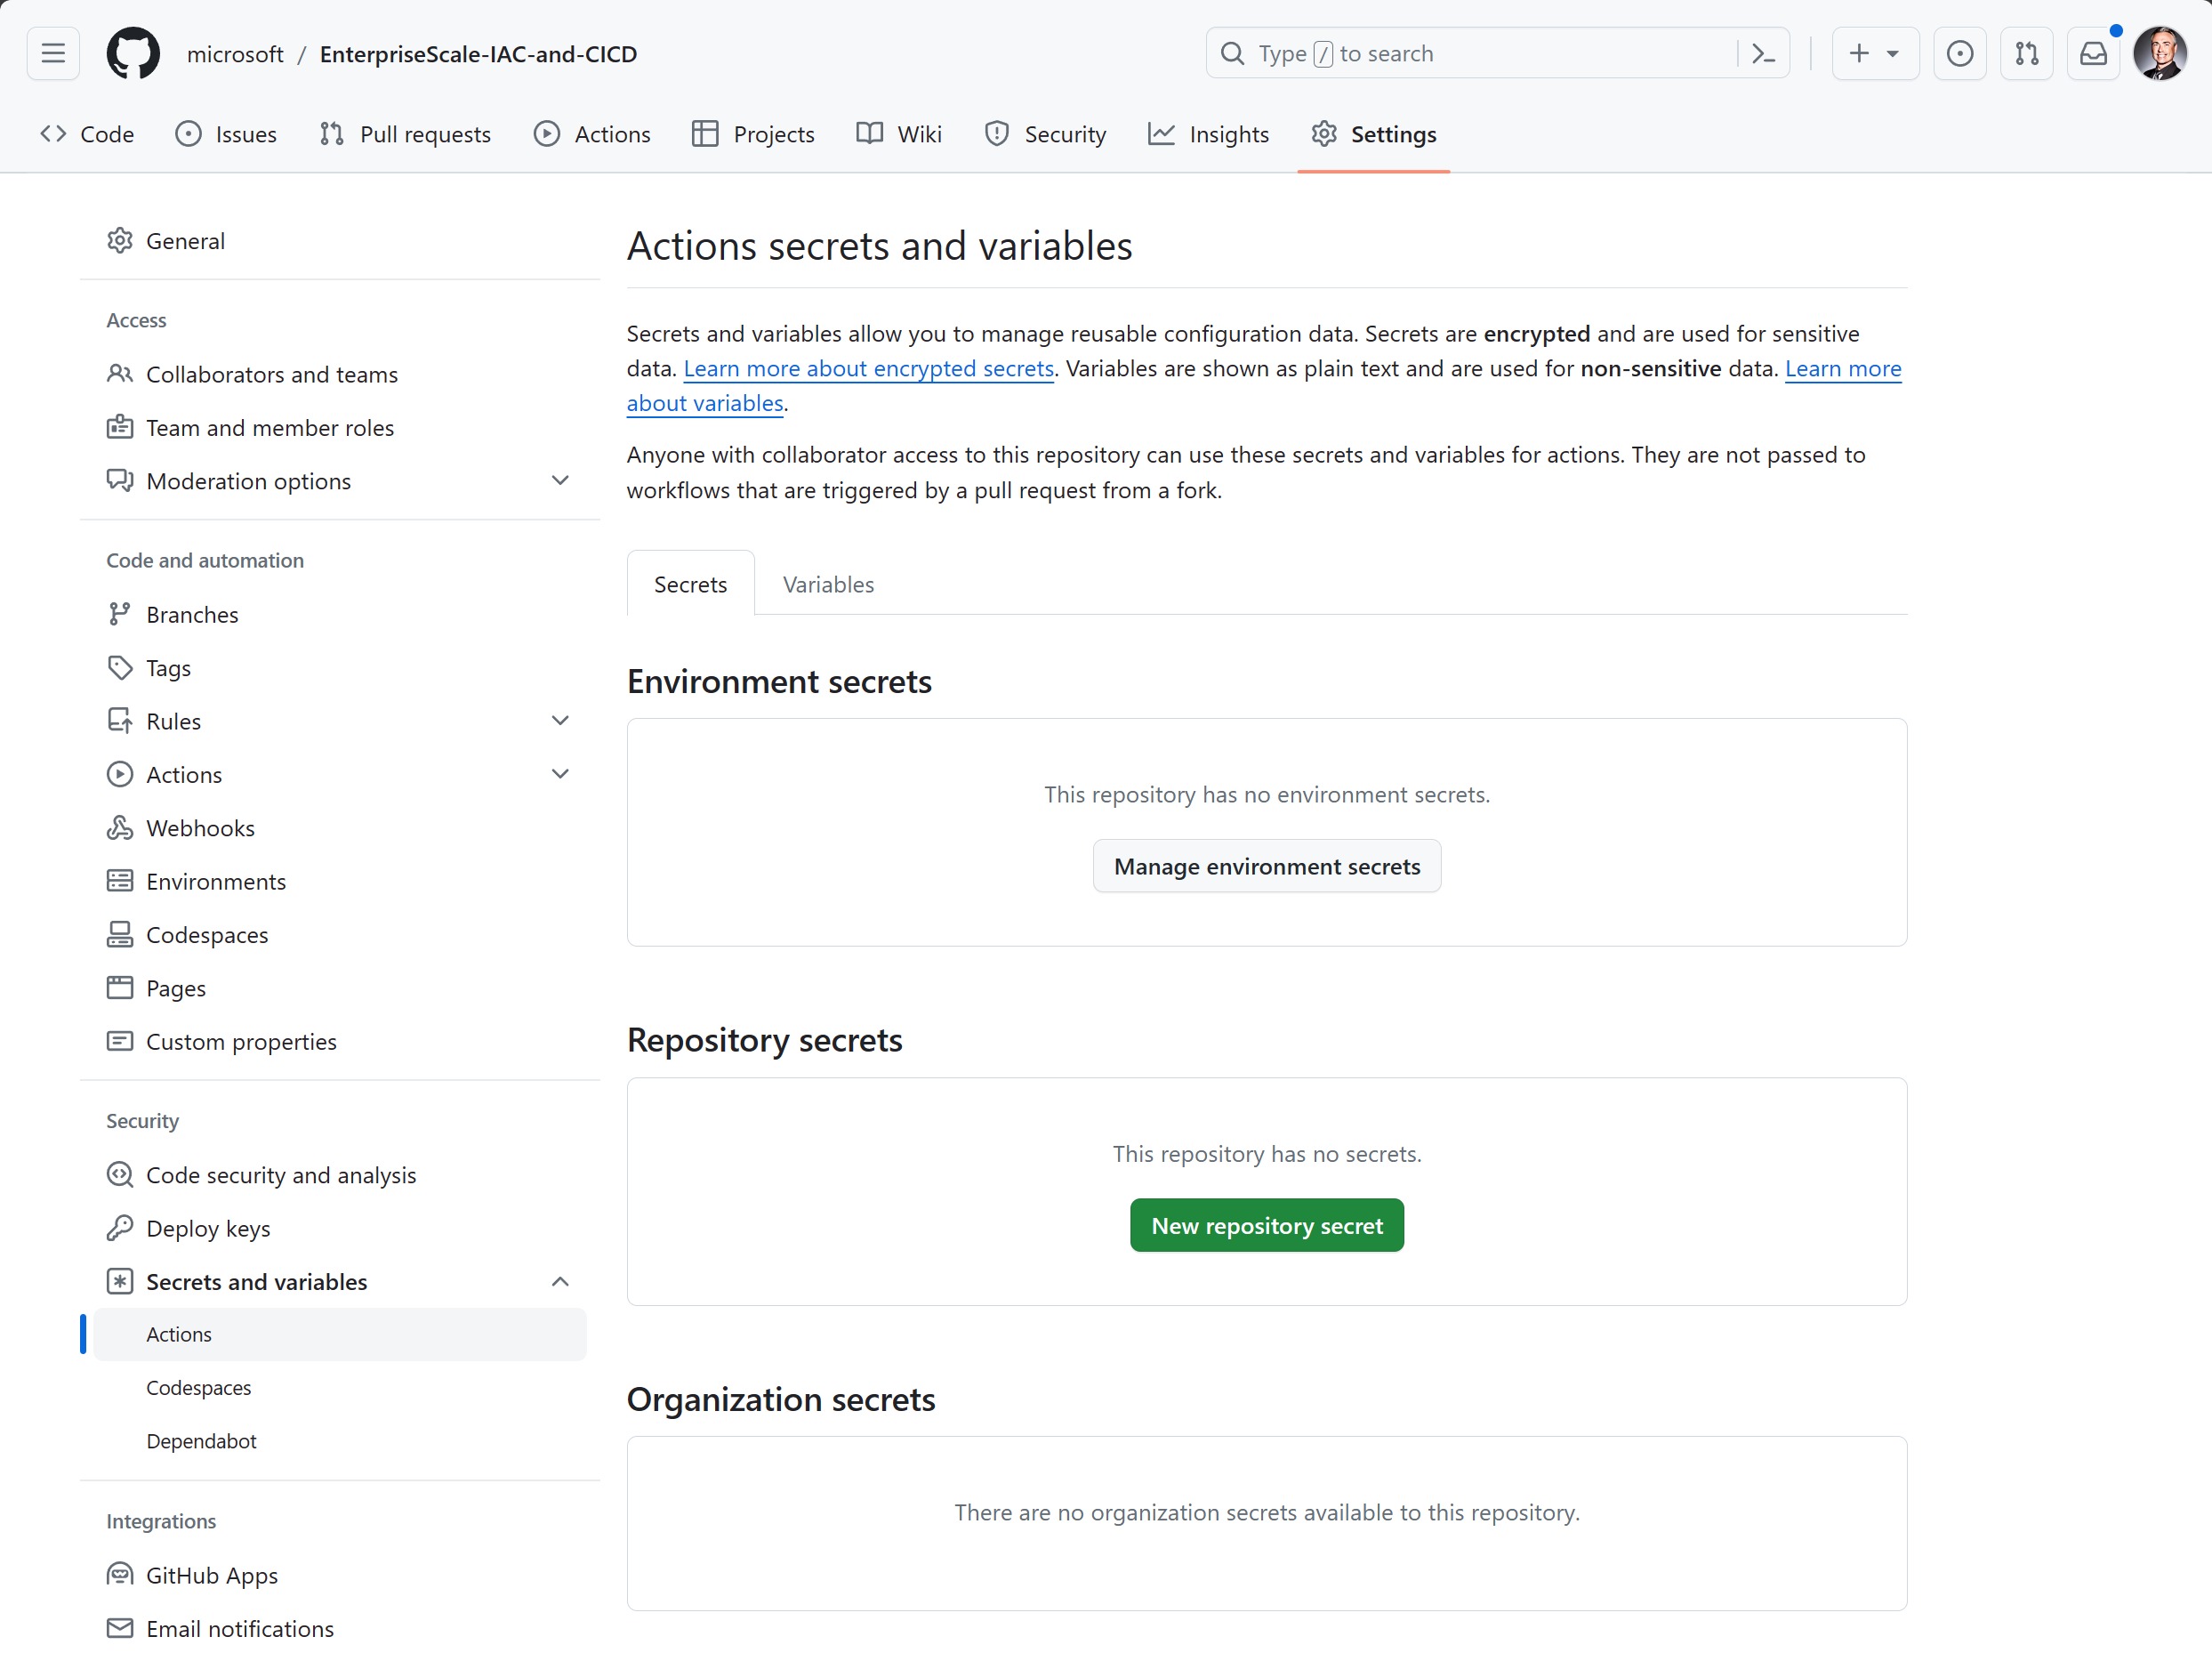 microsoft / EnterpriseScale-IAC-and-CICD
Type / to search
Code Issues Pull requests Actions Projects Wiki Security Insights Settings
General
Access
Collaborators and teams
Team and member roles
Moderation options
Code and automation
Branches
Tags
Rules
Actions
Webhooks
Environments
Codespaces
Pages
Custom properties
Security
Code security and analysis
Deploy keys
Secrets and variables
Actions
Codespaces
Dependabot
Integrations
GitHub Apps
Email notifications
Actions secrets and variables
Secrets and variables allow you to manage reusable configuration data. Secrets are encrypted and are used for sensitive
data. Learn more about encrypted secrets. Variables are shown as plain text and are used for non-sensitive data. Learn more
about variables.
Anyone with collaborator access to this repository can use these secrets and variables for actions. They are not passed to
workflows that are triggered by a pull request from a fork.
Secrets Variables
Environment secrets
This repository has no environment secrets.
Manage environment secrets
Repository secrets
This repository has no secrets.
New repository secret
Organization secrets
There are no organization secrets available to this repository.